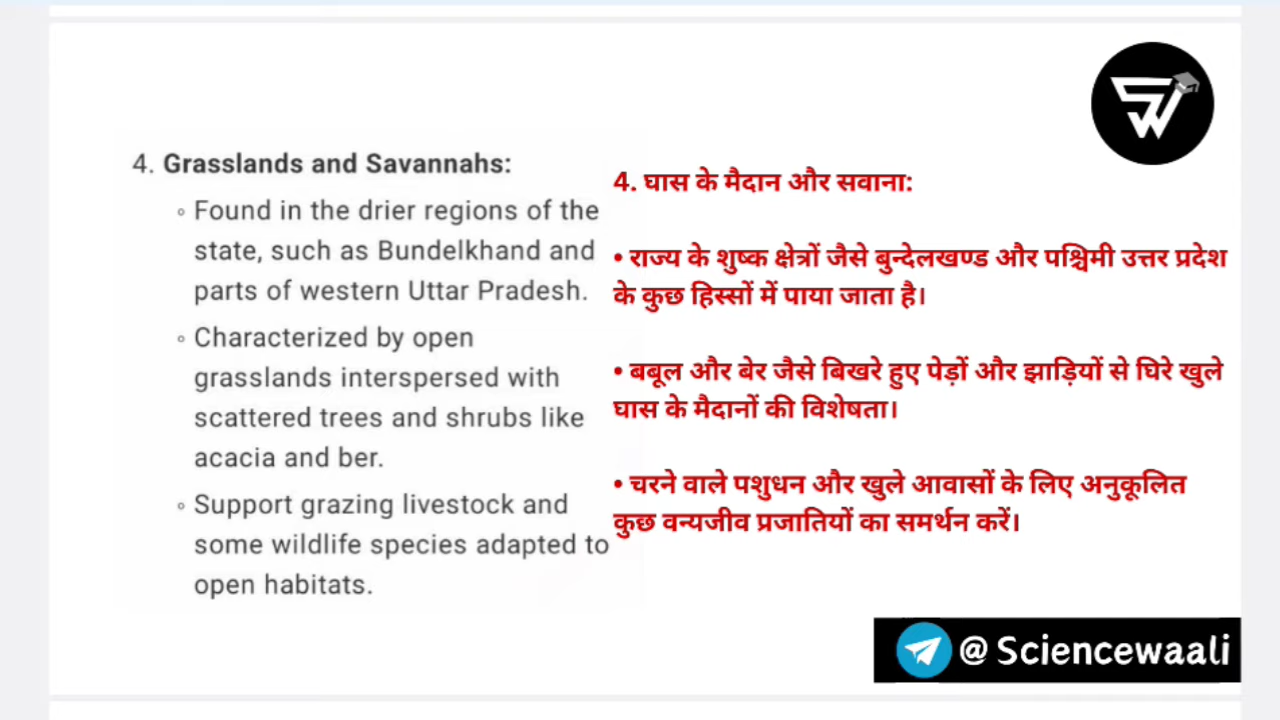 4. Grasslands and Savannahs:
◦ Found in the drier regions of the
state, such as Bundelkhand and
parts of western Uttar Pradesh.
◦ Characterized by open
grasslands interspersed with
scattered trees and shrubs like
acacia and ber.
◦ Support grazing livestock and
some wildlife species adapted to
open habitats.
4. घास के मैदान और सवाना:
• राज्य के शुष्क क्षेत्रों जैसे बुन्देलखण्ड और पश्चिमी उत्तर प्रदेश
के कुछ हिस्सों में पाया जाता है।
• बबूल और बेर जैसे बिखरे हुए पेड़ों और झाड़ियों से घिरे खुले
घास के मैदानों की विशेषता।
• चरने वाले पशुधन और खुले आवासों के लिए अनुकूलित
कुछ वन्यजीव प्रजातियों का समर्थन करें।
SW
@ Sciencewaali